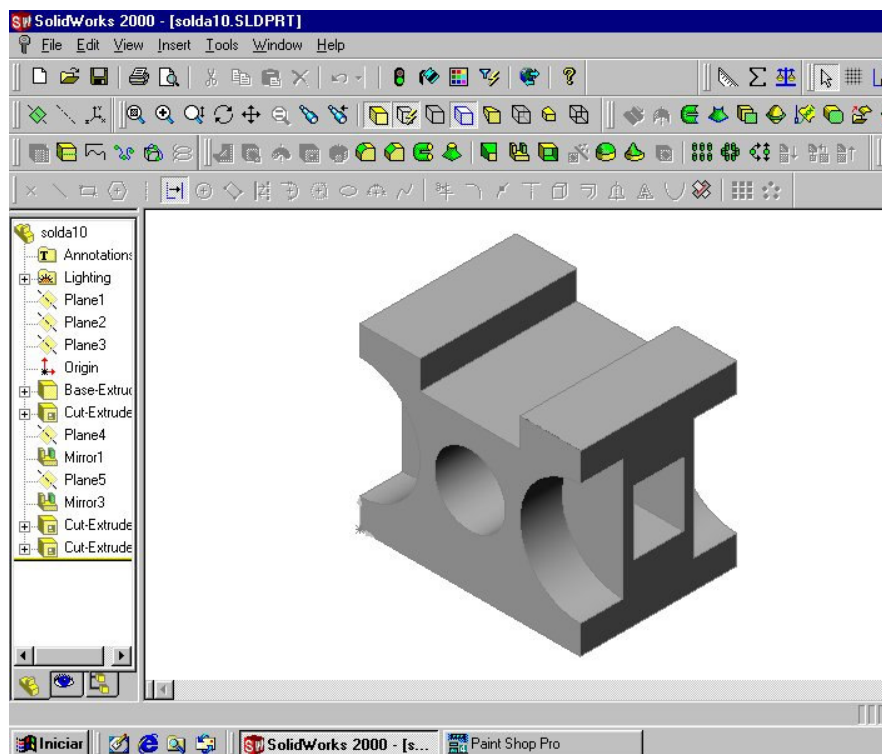 SolidWorks 2000 - [solda10.SLDPRT]
File Edit View Insert Tools Window Help
solda10
Annotations
Lighting
Plane1
Plane2
Plane3
Origin
Base-Extrud
Cut-Extrude
Plane4
Mirror1
Plane5
Mirror3
Cut-Extrude
Cut-Extrude
Iniciar
SolidWorks 2000 - [s...
Paint Shop Pro